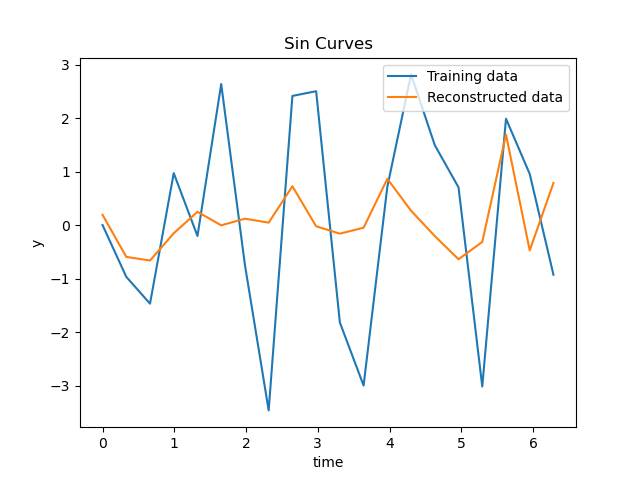 Sin Curves
Training data
Reconstructed data
3
2
1
0
−1
−2
−3
y
0 1 2 3 4 5 6
time